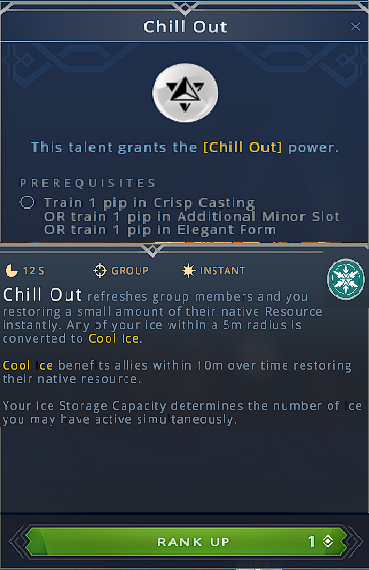 Chill Out
This talent grants the [Chill Out] power.
PREREQUISITES
Train 1 pip in Crisp Casting
OR train 1 pip in Additional Minor Slot
OR train 1 pip in Elegant Form
12 S GROUP INSTANT
Chill Out refreshes group members and you
restoring a small amount of their native Resource
instantly. Any of your ice within a 5m radius is
converted to Cool Ice.
Cool Ice benefits allies within 10m over time restoring
their native resource.
Your Ice Storage Capacity determines the number of Ice
you may have active simultaneously.
RANK UP 1